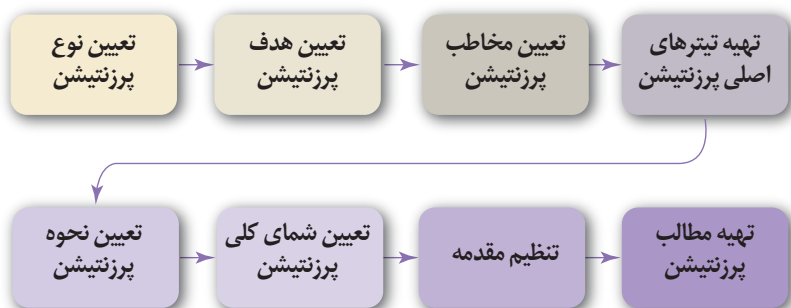 تعیین نوع
پرزنتیشن
تعیین هدف
پرزنتیشن
تعیین مخاطب
پرزنتیشن
تهیه تیترهای
اصلی پرزنتیشن
تعیین نحوه
پرزنتیشن
تعیین شمای کلی
پرزنتیشن
تنظیم مقدمه
تهیه مطالب
پرزنتیشن